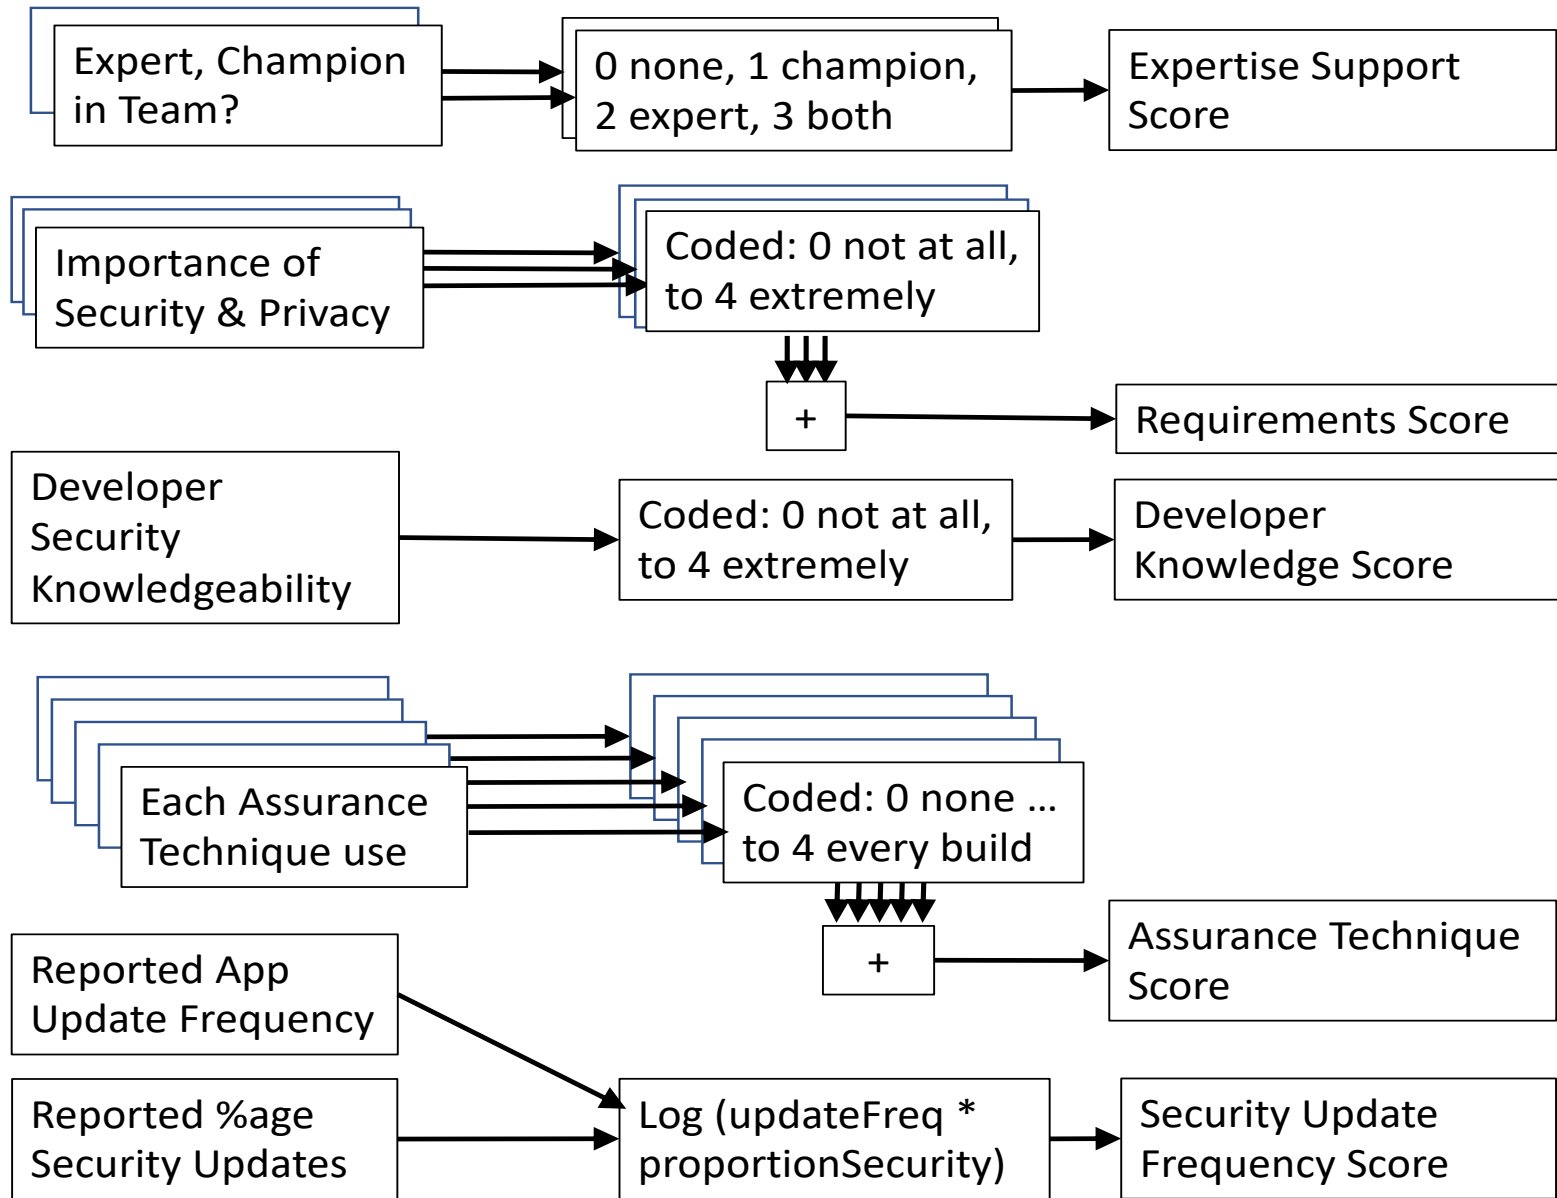 Expert, Champion
in Team?
0 none, 1 champion,
2 expert, 3 both
Expertise Support
Score
Importance of
Security & Privacy
Coded: 0 not at all,
to 4 extremely
+
Requirements Score
Developer
Security
Knowledgeability
Coded: 0 not at all,
to 4 extremely
Developer
Knowledge Score
Each Assurance
Technique use
Coded: 0 none ...
to 4 every build
+
Assurance Technique
Score
Reported App
Update Frequency
Reported %age
Security Updates
Log (updateFreq *
proportionSecurity)
Security Update
Frequency Score